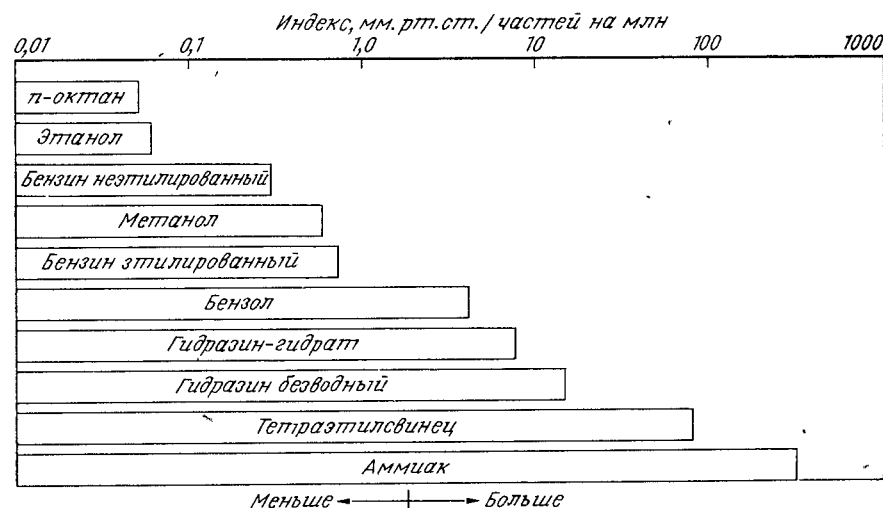 Индекс, мм.рт.ст./ частей на млн
0,01 0,1 1,0 10 100 1000
п-октан
Этанол
Бензин неэтилированный
Метанол
Бензин этилированный
Бензол
Гидразин-гидрат
Гидразин безводный
Тетраэтилсвинец
Аммиак
Меньше Больше